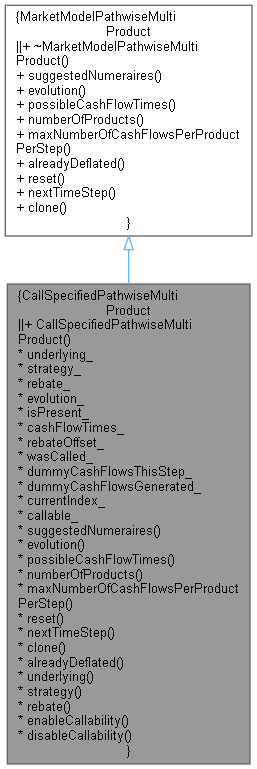 {MarketModelPathwiseMulti
Product
||+ ~MarketModelPathwiseMulti
Product()
+ suggestedNumeraires()
+ evolution()
+ possibleCashFlowTimes()
+ numberOfProducts()
+ maxNumberOfCashFlowsPerProduct
PerStep()
+ alreadyDeflated()
+ reset()
+ nextTimeStep()
+ clone()
}
{CallSpecifiedPathwiseMulti
Product
||+ CallSpecifiedPathwiseMulti
Product()
* underlying_
* strategy_
* rebate_
* evolution_
* isPresent_
* cashFlowTimes_
* rebateOffset_
* wasCalled_
* dummyCashFlowsThisStep_
* dummyCashFlowsGenerated_
* currentIndex_
* callable_
* suggestedNumeraires()
* evolution()
* possibleCashFlowTimes()
* numberOfProducts()
* maxNumberOfCashFlowsPerProduct
PerStep()
* reset()
* nextTimeStep()
* clone()
* alreadyDeflated()
* underlying()
* strategy()
* rebate()
* enableCallability()
* disableCallability()
}